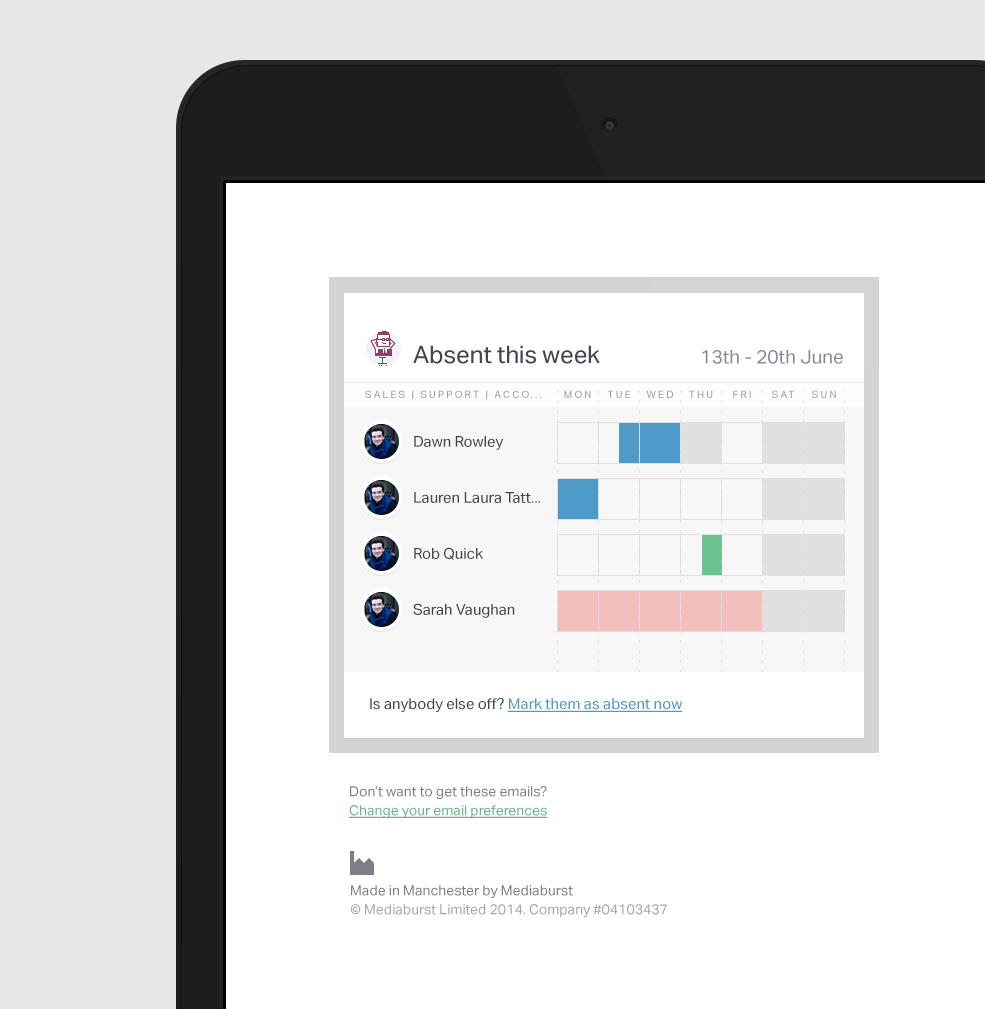 Absent this week
13th - 20th June
SALES | SUPPORT | ACCO... MON TUE WED THU FRI SAT SUN
Dawn Rowley
Lauren Laura Tatt...
Rob Quick
Sarah Vaughan
Is anybody else off? Mark them as absent now
Don't want to get these emails?
Change your email preferences
Made in Manchester by Mediaburst
© Mediaburst Limited 2014. Company #04103437